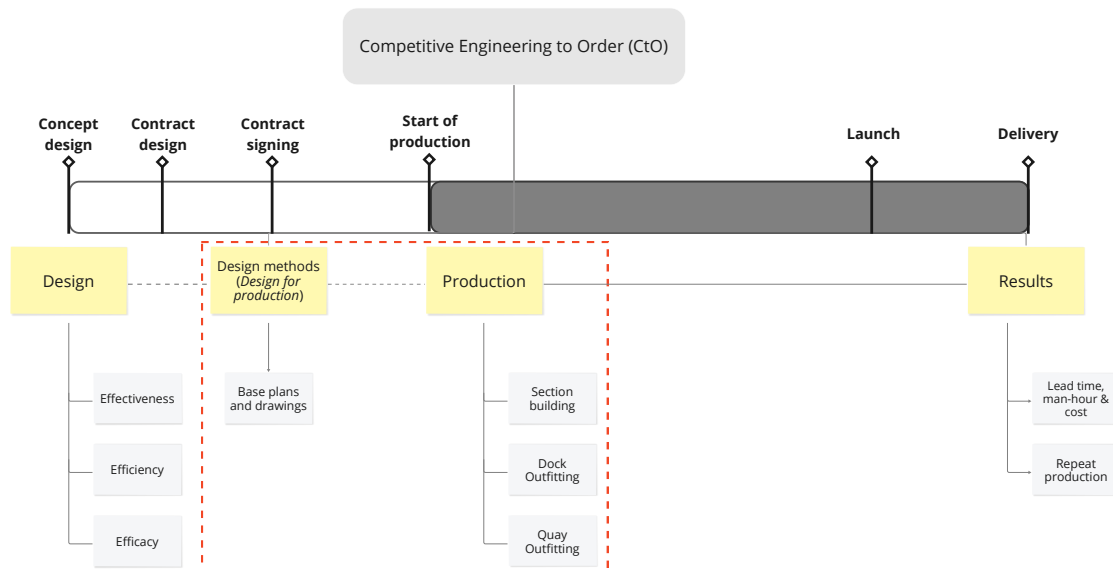 Competitive Engineering to Order (CtO)
Concept
design
Contract
design
Contract
signing
Start of
production
Launch
Delivery
Design
Design methods
(Design for
production)
Production
Results
Effectiveness
Efficiency
Efficacy
Base plans
and drawings
Section
building
Dock
Outfitting
Quay
Outfitting
Lead time,
man-hour &
cost
Repeat
production